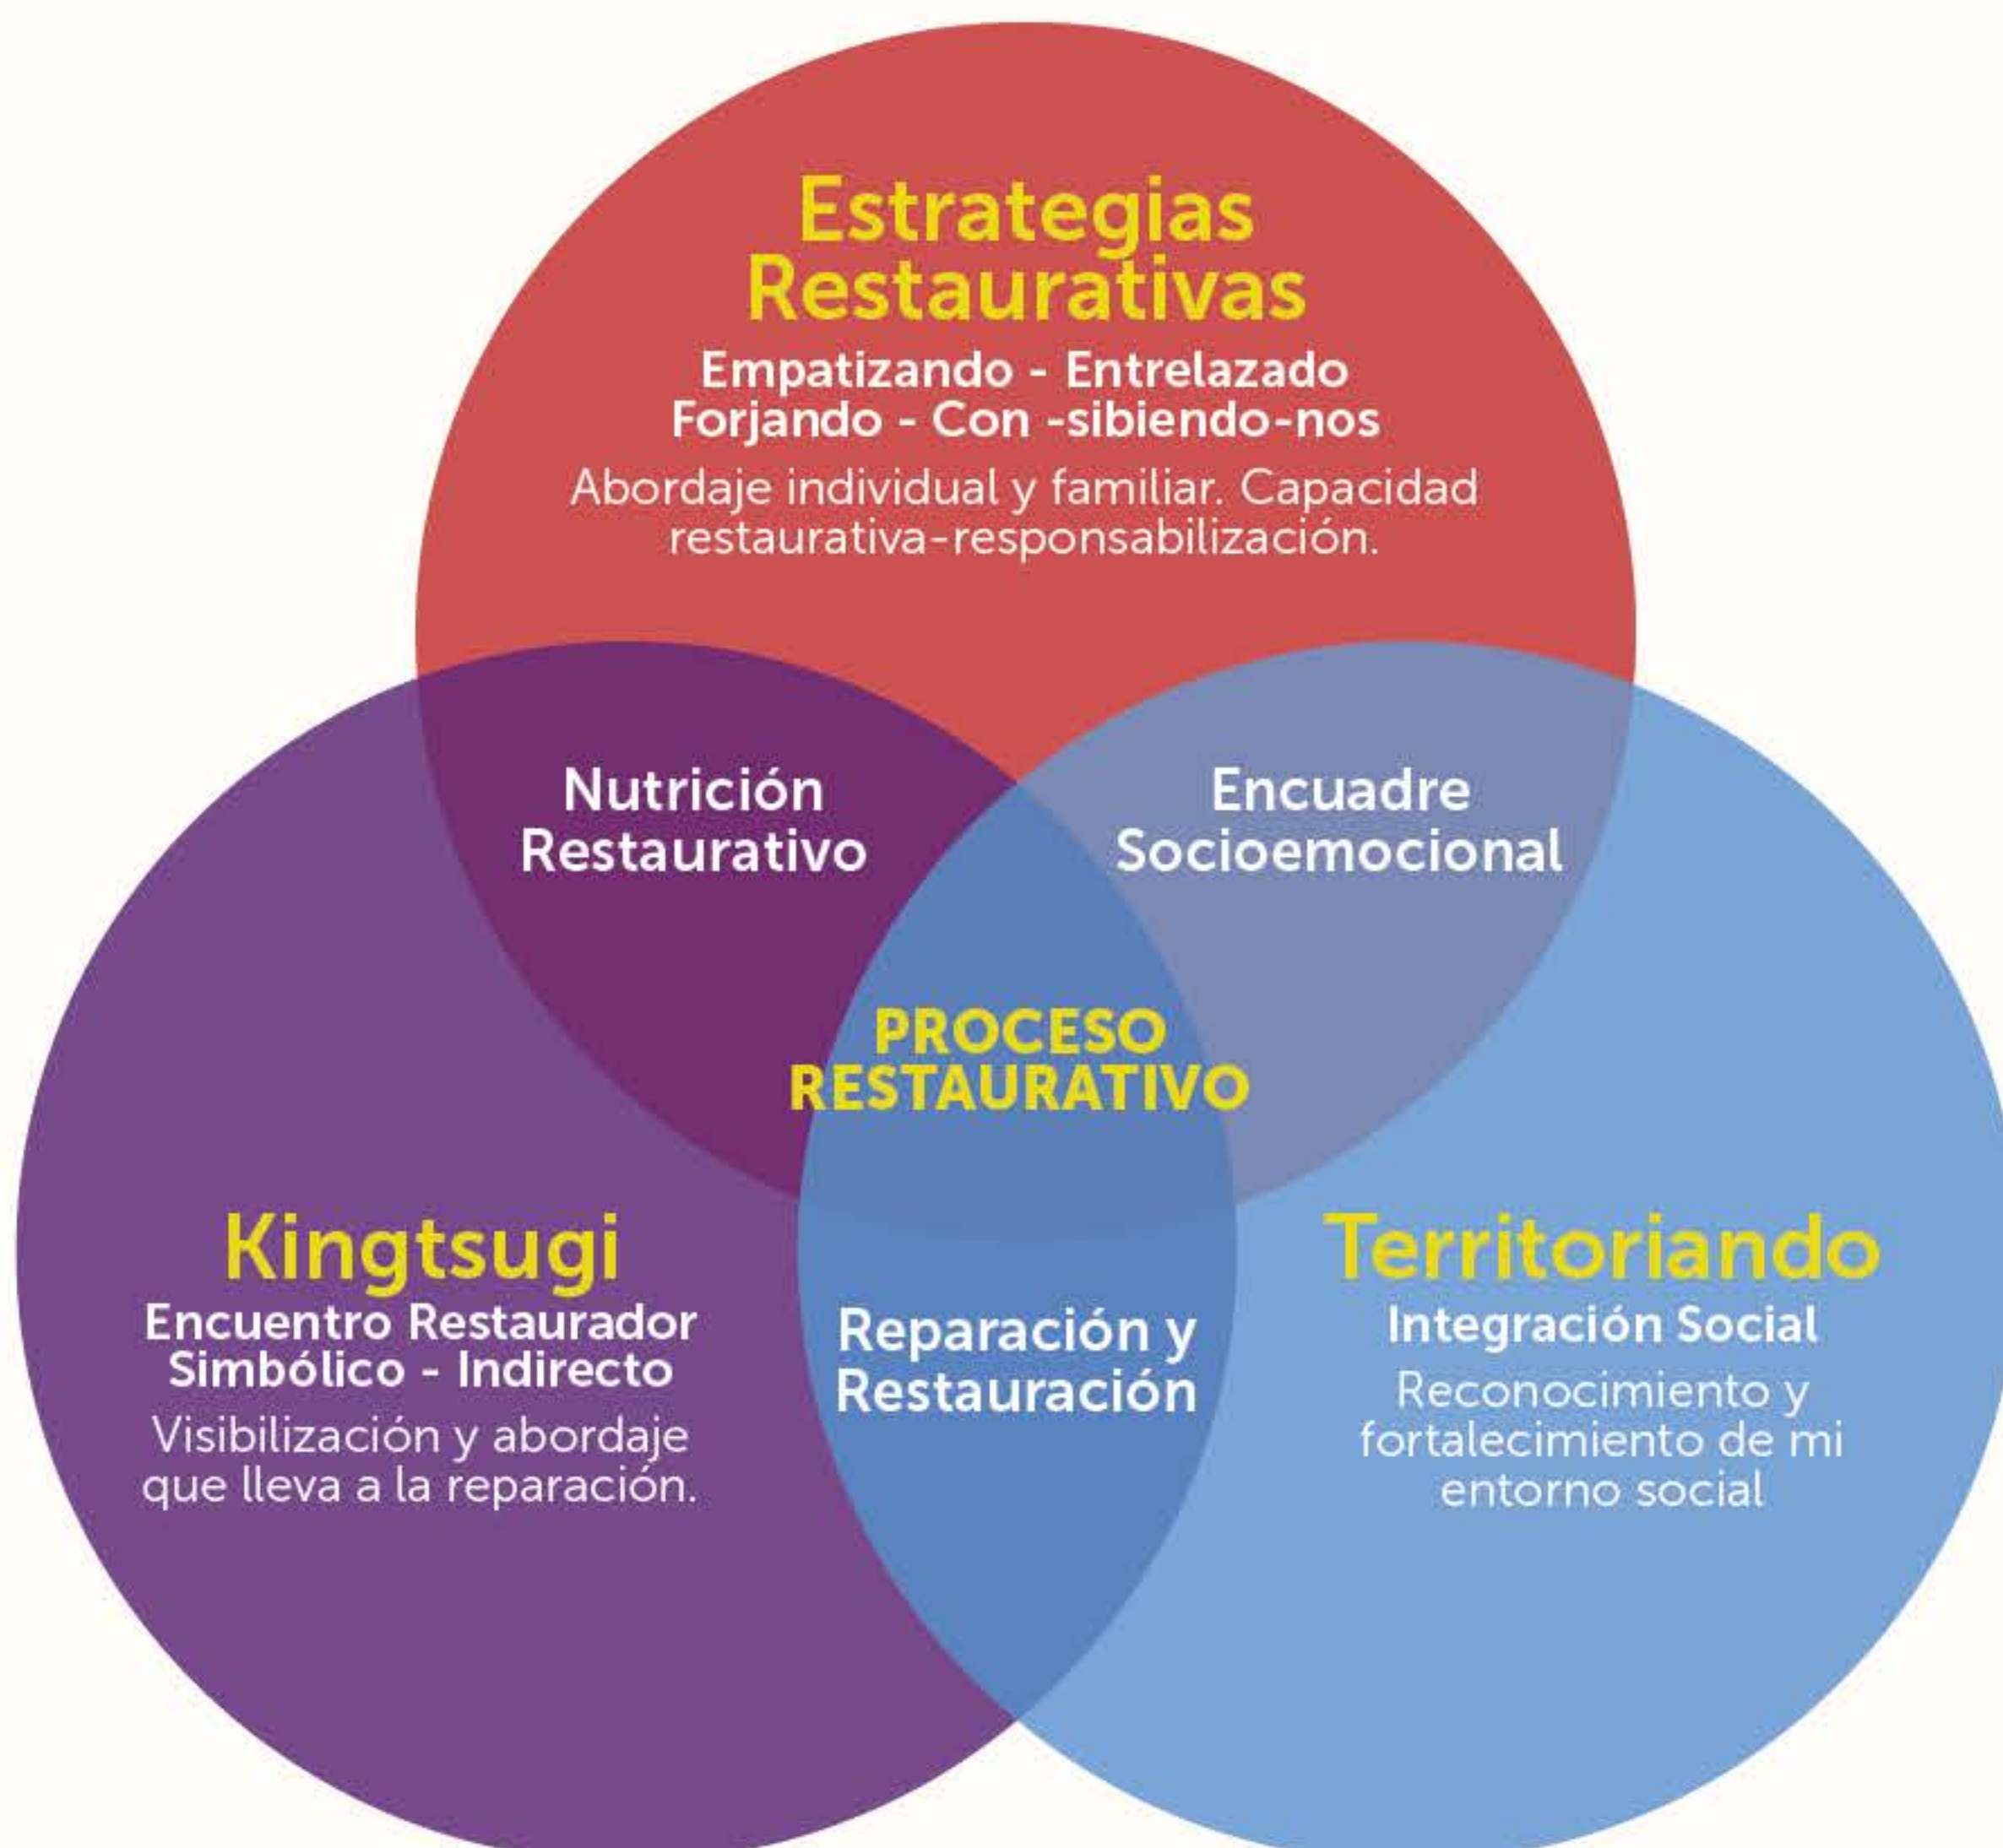 Estrategias
Restaurativas
Empatizando - Entrelazado
Forjando - Con -sibiendo-nos
Abordaje individual y familiar. Capacidad
restaurativa-responsabilización.
Nutrición
Restaurativo
Encuadre
Socioemocional
PROCESO
RESTAURATIVO
Kingtsugi
Encuentro Restaurador
Simbólico - Indirecto
Visibilización y abordaje
que lleva a la reparación.
Reparación y
Restauración
Territoriando
Integración Social
Reconocimiento y
fortalecimiento de mi
entorno social